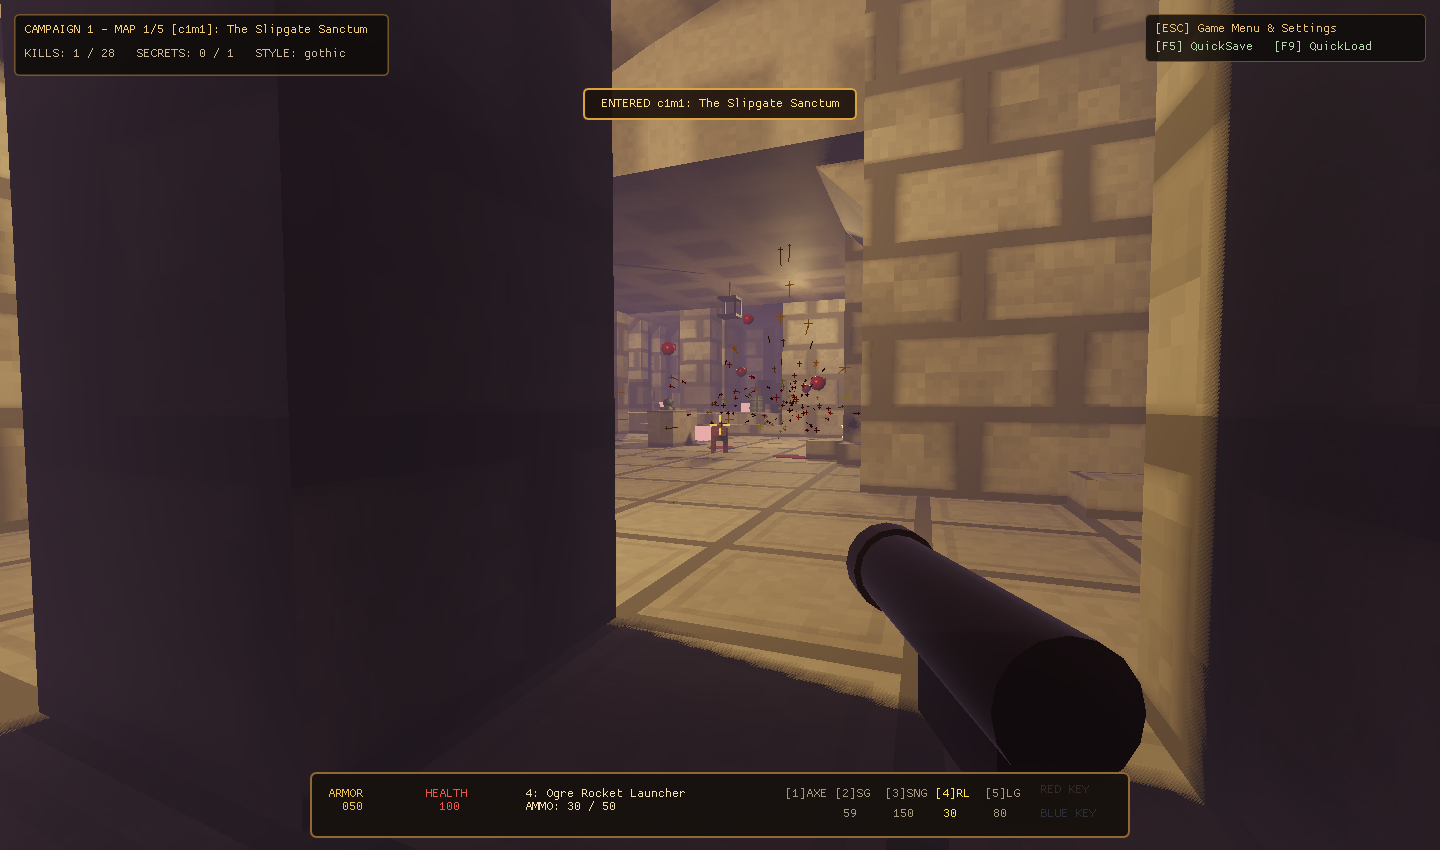 CAMPAIGN 1 - MAP 1/5 [c1m1]: The Slipgate Sanctum
KILLS: 1 / 28 SECRETS: 0 / 1 STYLE: gothic
[ESC] Game Menu & Settings
[F5] QuickSave [F9] QuickLoad
ENTERED c1m1: The Slipgate Sanctum
ARMOR
050
HEALTH
100
4: Ogre Rocket Launcher
AMMO: 30 / 50
[1]AXE [2]SG [3]SNG [4]RL [5]LG
59 150 30 80
RED KEY
BLUE KEY